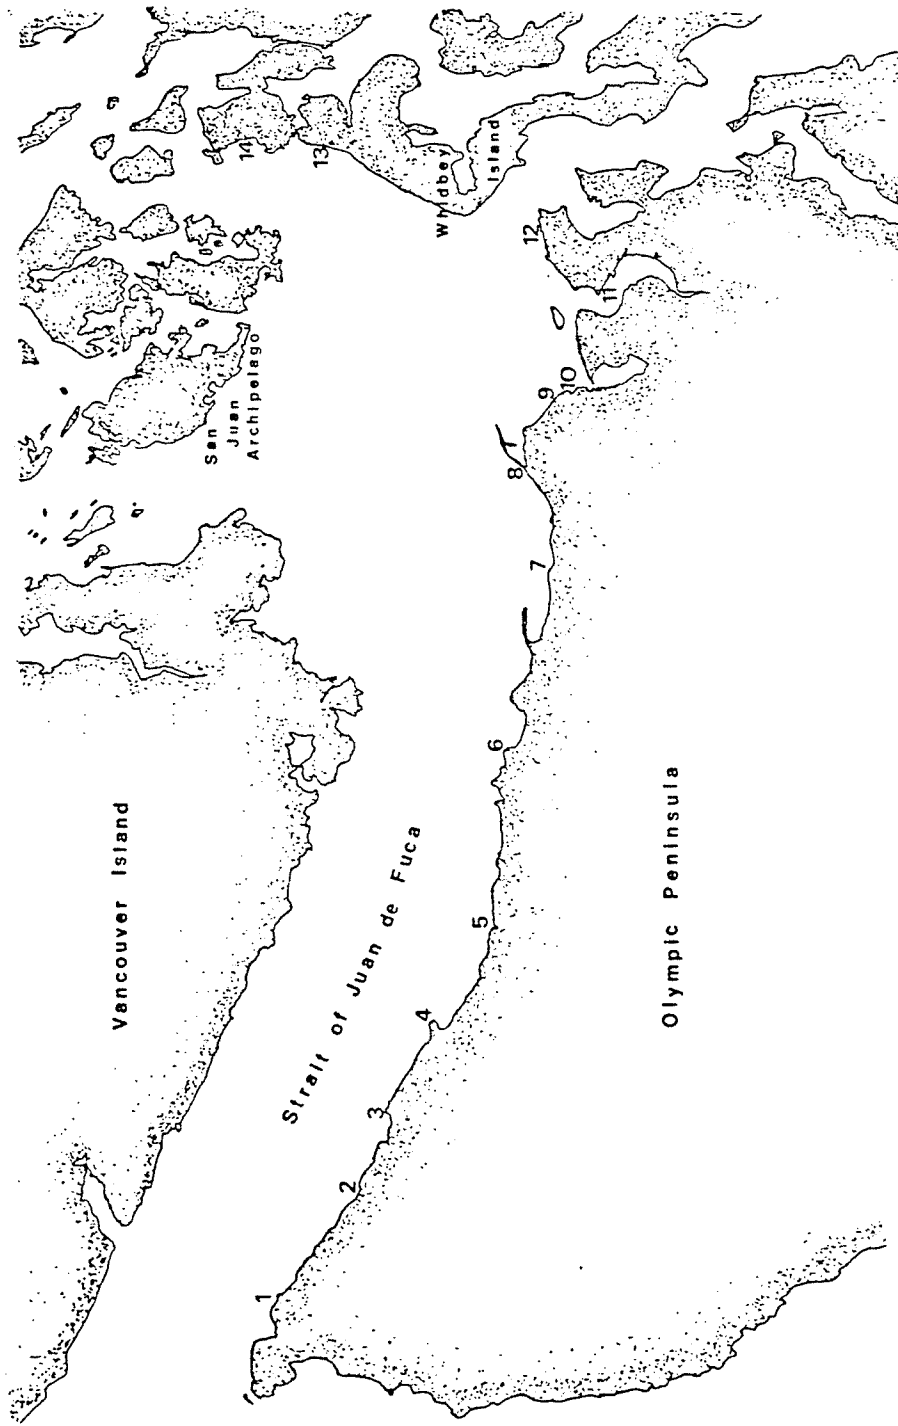 Vancouver Island
San
Juan
Archipelago
Whidbey
Island
Strait of Juan de Fuca
Olympic Peninsula
1
2
3
4
5
6
7
8
9
10
11
12
13
14